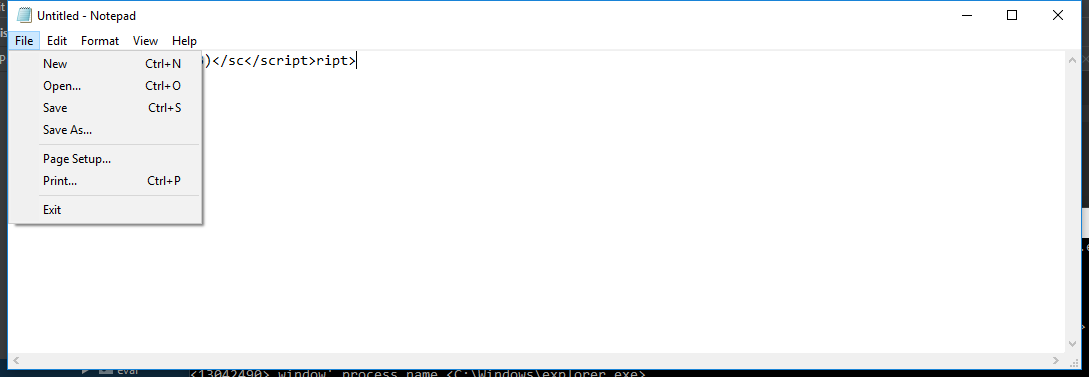 Untitled - Notepad
File Edit Format View Help
)</sc</script>ript>
New Ctrl+N
Open... Ctrl+O
Save Ctrl+S
Save As...
Page Setup...
Print... Ctrl+P
Exit
eval
<13042490> window' process name <C:\Windows\explorer.exe>